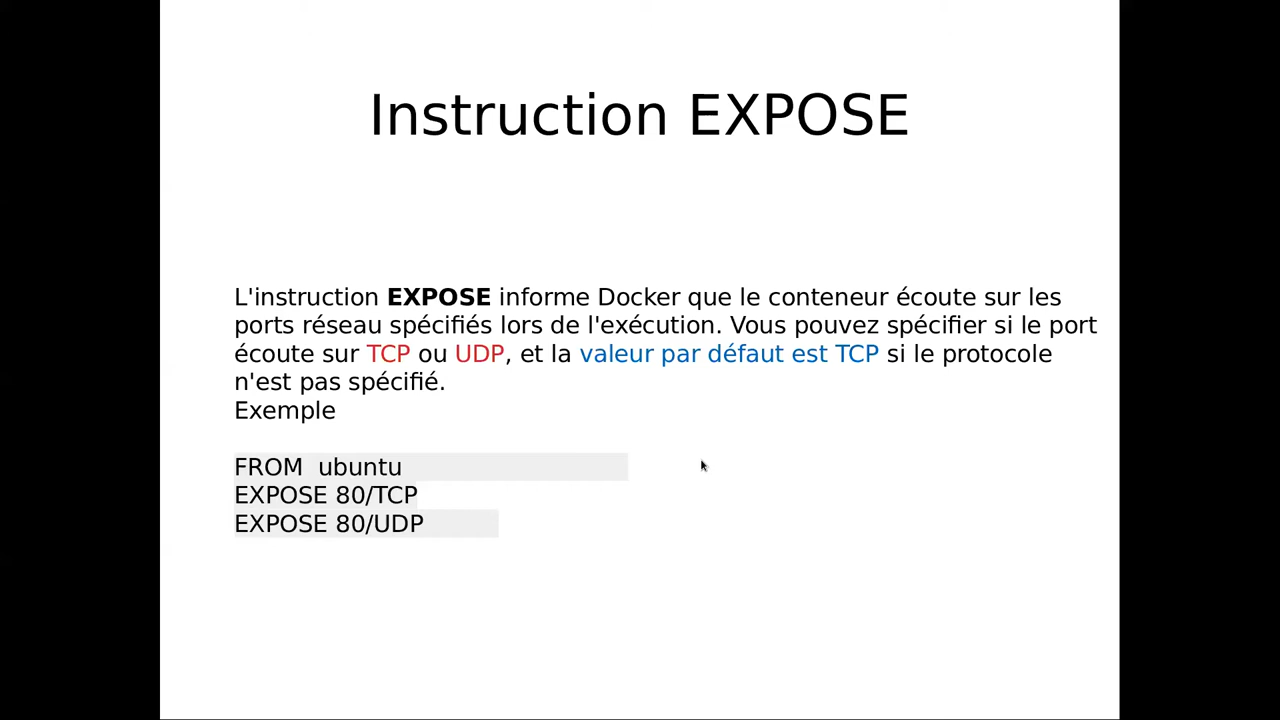 Instruction EXPOSE
L'instruction EXPOSE informe Docker que le conteneur écoute sur les
ports réseau spécifiés lors de l'exécution. Vous pouvez spécifier si le port
écoute sur TCP ou UDP, et la valeur par défaut est TCP si le protocole
n'est pas spécifié.
Exemple
FROM  ubuntu
EXPOSE 80/TCP
EXPOSE 80/UDP